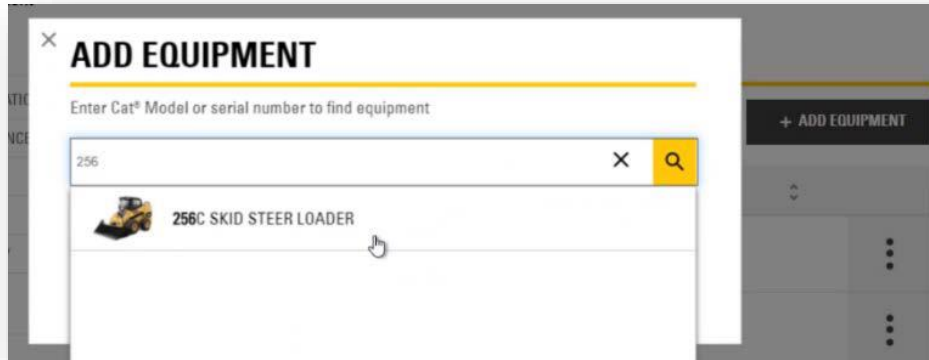 ADD EQUIPMENT
Enter Cat® Model or serial number to find equipment
+ ADD EQUIPMENT
256
256C SKID STEER LOADER